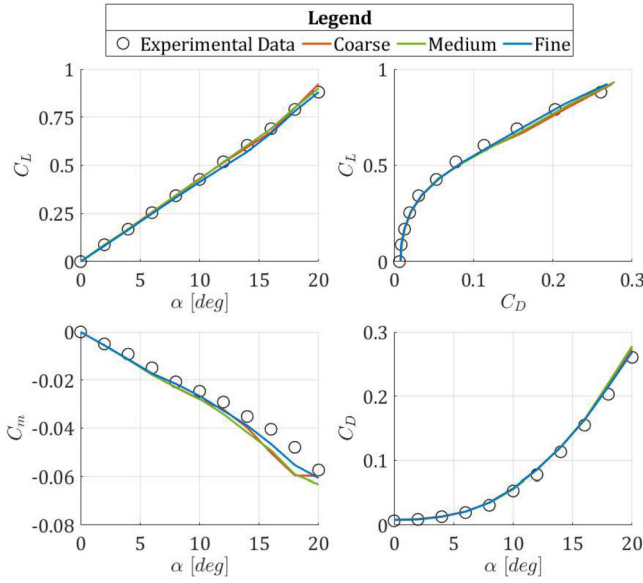 Legend
Experimental Data Coarse Medium Fine
1
0.75
0.5
0.25
0
0 5 10 15 20
C_L
α [deg]
1
0.5
0
0 0.1 0.2 0.3
C_L
C_D
0
-0.02
-0.04
-0.06
-0.08
0 5 10 15 20
C_m
α [deg]
0.3
0.2
0.1
0
0 5 10 15 20
C_D
α [deg]